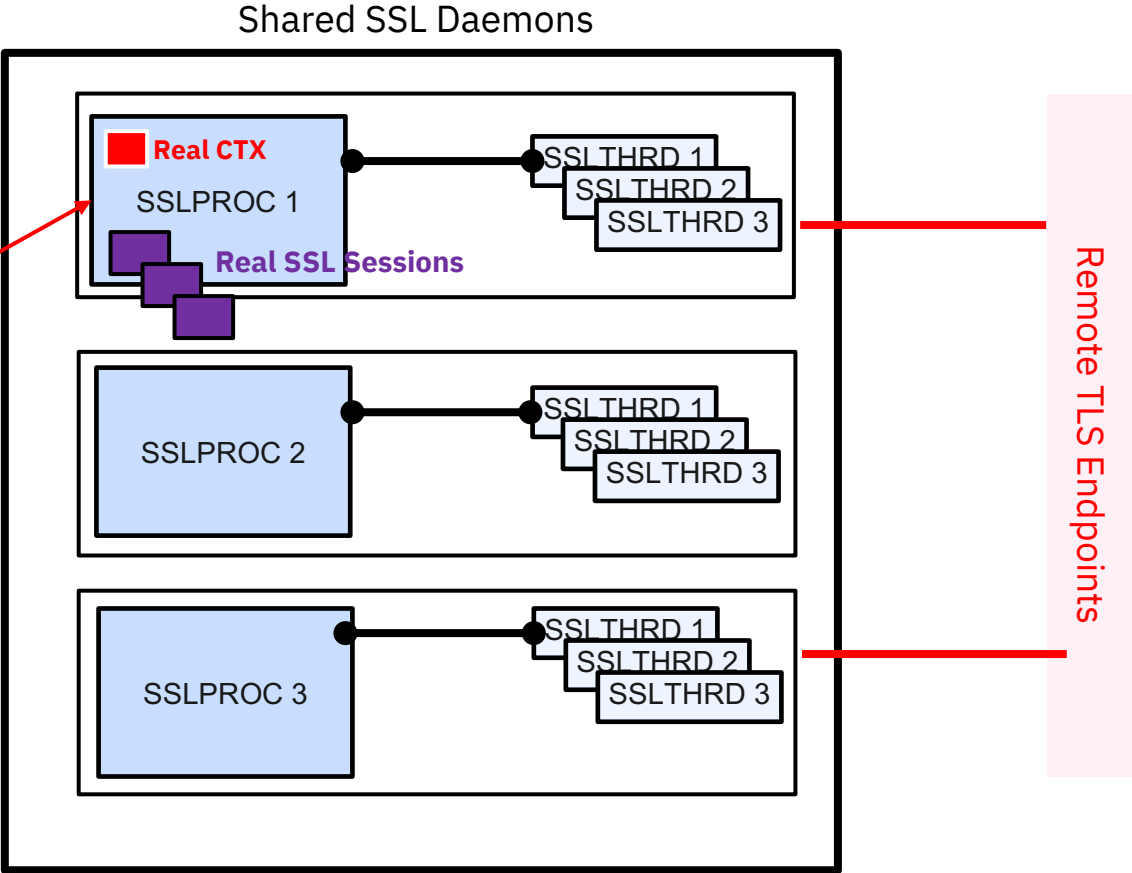 Shared SSL Daemons
Real CTX
SSLPROC 1
Real SSL Sessions
SSLTHRD 1
SSLTHRD 2
SSLTHRD 3
SSLPROC 2
SSLTHRD 1
SSLTHRD 2
SSLTHRD 3
SSLPROC 3
SSLTHRD 1
SSLTHRD 2
SSLTHRD 3
Remote TLS Endpoints